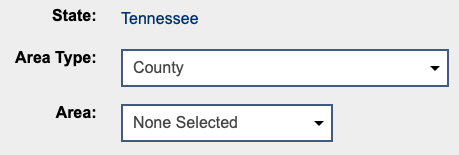 State: Tennessee
Area Type: County
Area: None Selected